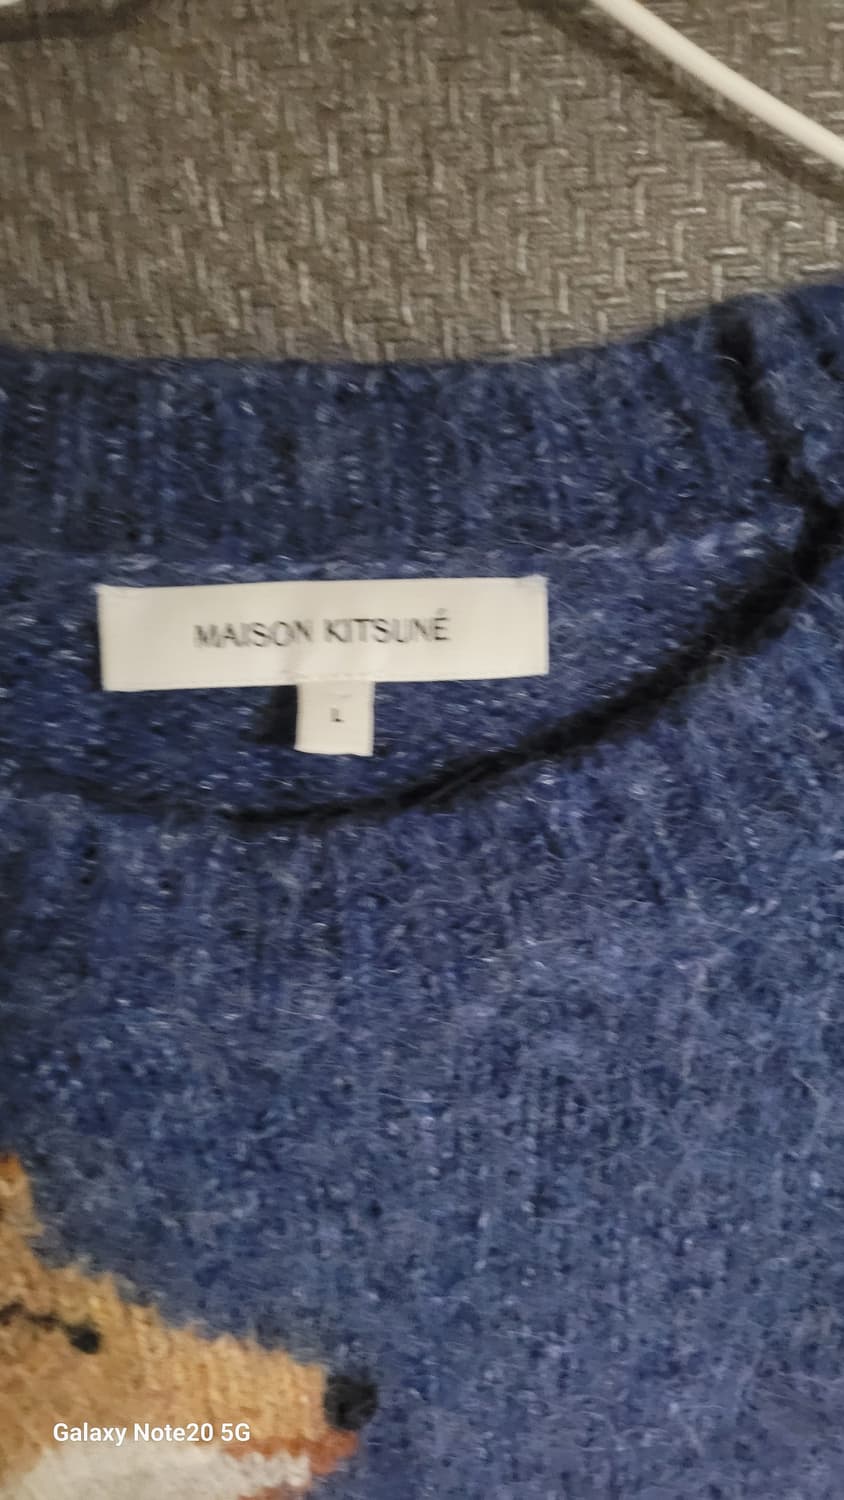 MAISON KITSUNÉ
L
Galaxy Note20 5G